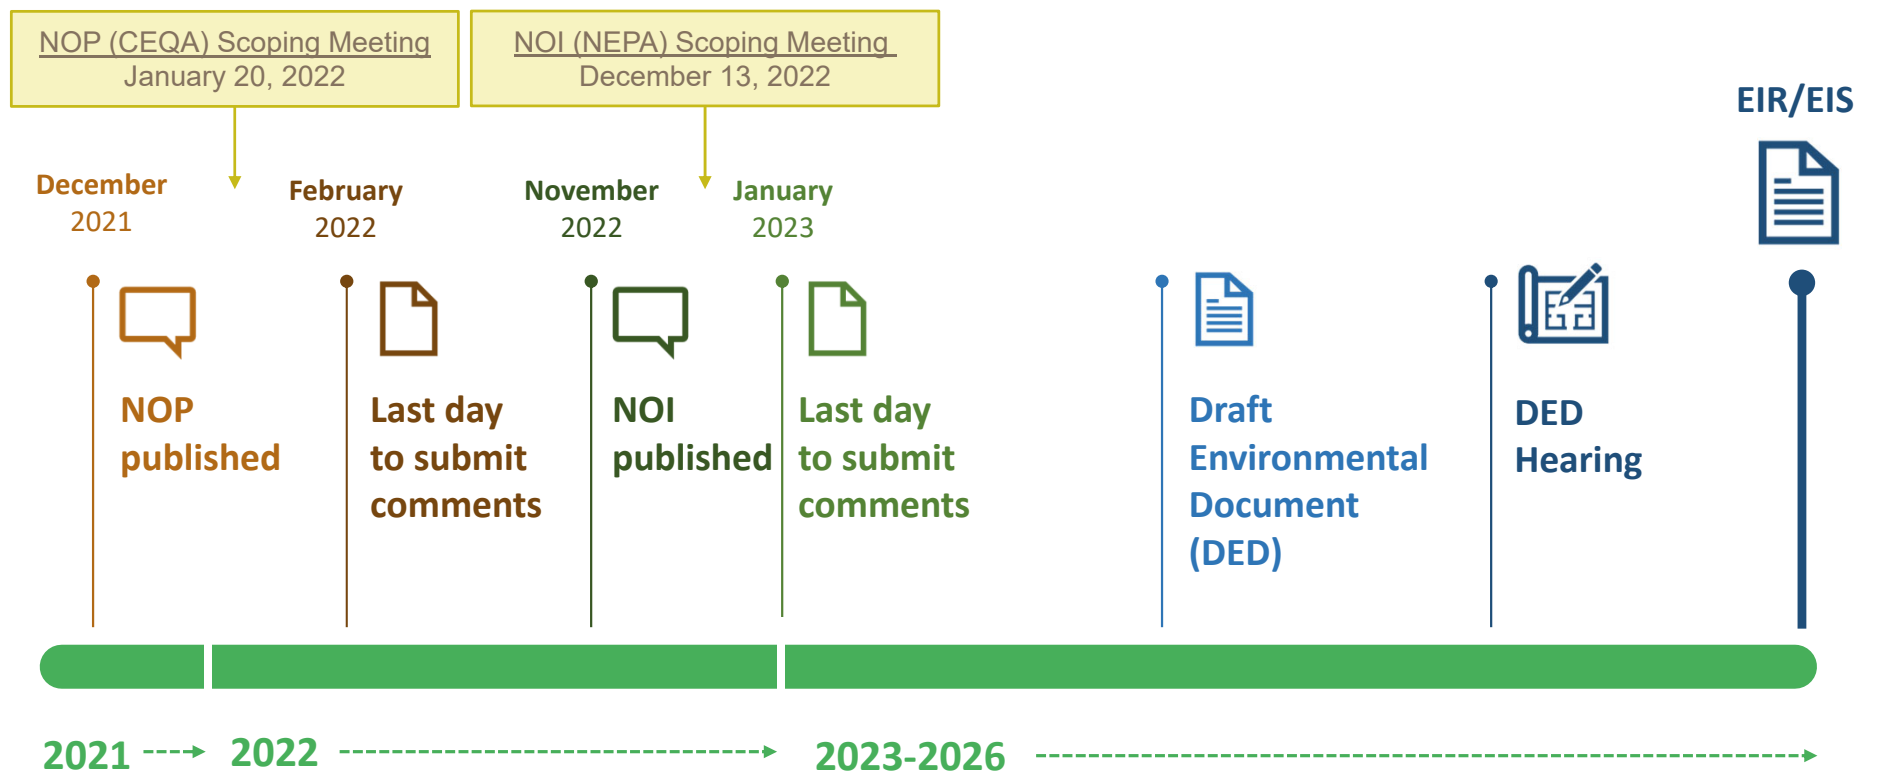 NOP (CEQA) Scoping Meeting
January 20, 2022
NOI (NEPA) Scoping Meeting
December 13, 2022
EIR/EIS
December
2021
February
2022
November
2022
January
2023
NOP
published
Last day
to submit
comments
NOI
published
Last day
to submit
comments
Draft
Environmental
Document
(DED)
DED
Hearing
2021
2022
2023-2026